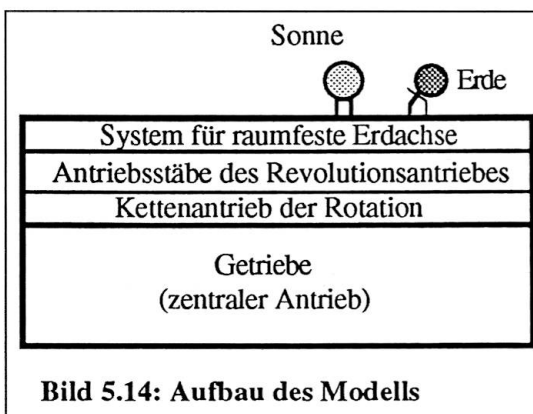 Sonne
Erde
System für raumfeste Erdachse
Antriebsstäbe des Revolutionsantriebes
Kettenantrieb der Rotation
Getriebe
(zentraler Antrieb)
Bild 5.14: Aufbau des Modells